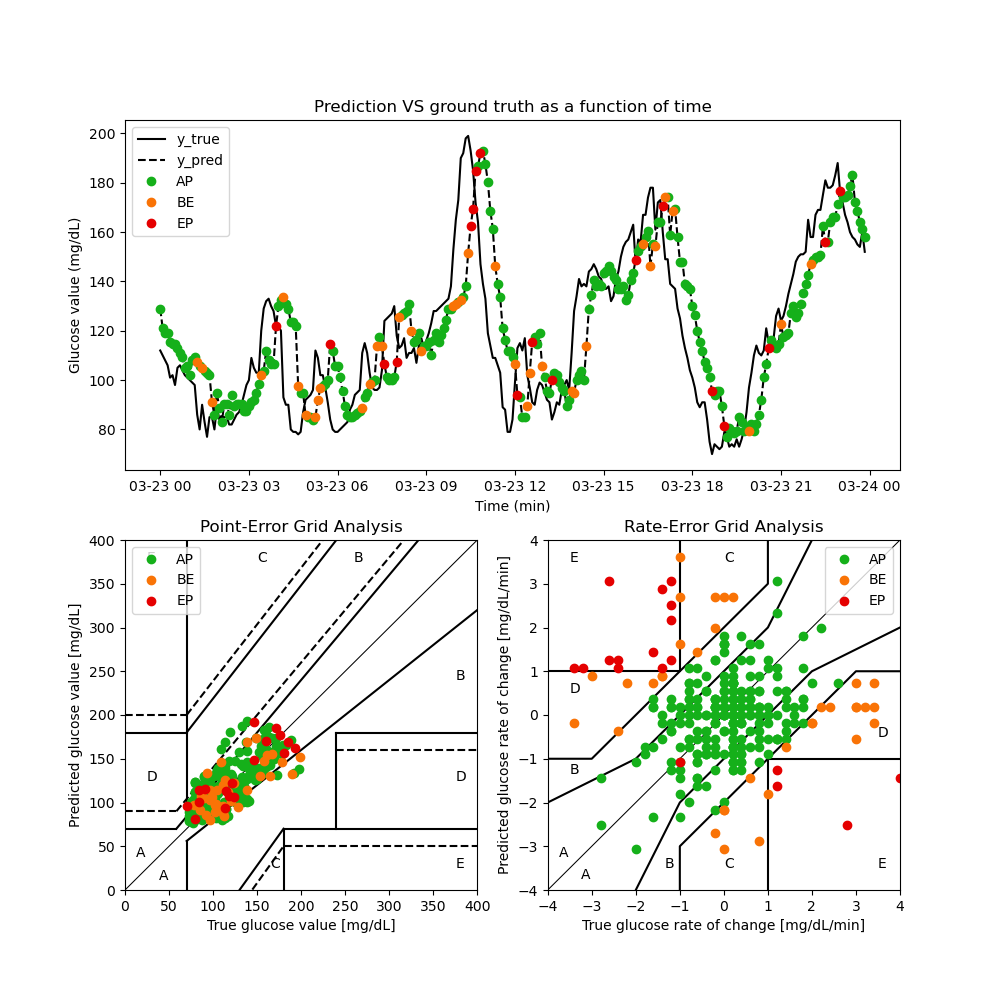 Prediction VS ground truth as a function of time
Glucose value (mg/dL)
200
180
160
140
120
100
80
y_true
y_pred
AP
BE
EP
03-23 00 03-23 03 03-23 06 03-23 09 03-23 12 03-23 15 03-23 18 03-23 21 03-24 00
Time (min)
Point-Error Grid Analysis
Predicted glucose value [mg/dL]
400
350
300
250
200
150
100
50
0
AP
BE
EP
C
B
B
D
D
A
A
C
E
0 50 100 150 200 250 300 350 400
True glucose value [mg/dL]
Rate-Error Grid Analysis
Predicted glucose rate of change [mg/dL/min]
4
3
2
1
0
−1
−2
−3
−4
AP
BE
EP
E
C
D
D
B
A
A
B
C
E
−4 −3 −2 −1 0 1 2 3 4
True glucose rate of change [mg/dL/min]